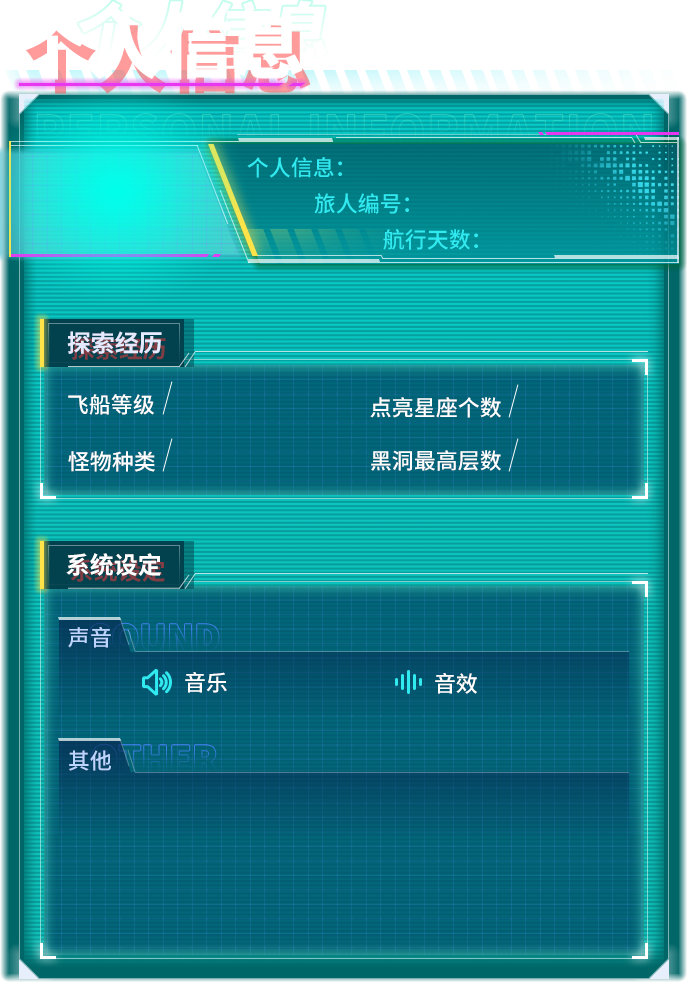 个人信息
PERSONAL INFORMATION
个人信息：
旅人编号：
航行天数：
探索经历
飞船等级
点亮星座个数
怪物种类
黑洞最高层数
系统设定
声音 SOUND
音乐
音效
其他 OTHER